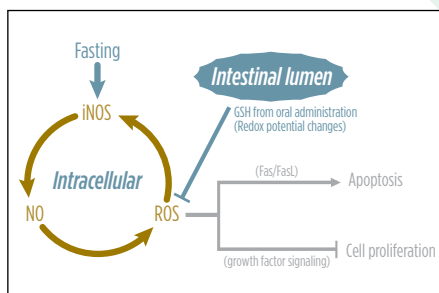 Fasting
Intestinal lumen
iNOS
GSH from oral administration
(Redox potential changes)
Intracellular
(Fas/FasL)
Apoptosis
NO
ROS
Cell proliferation
(growth factor signaling)